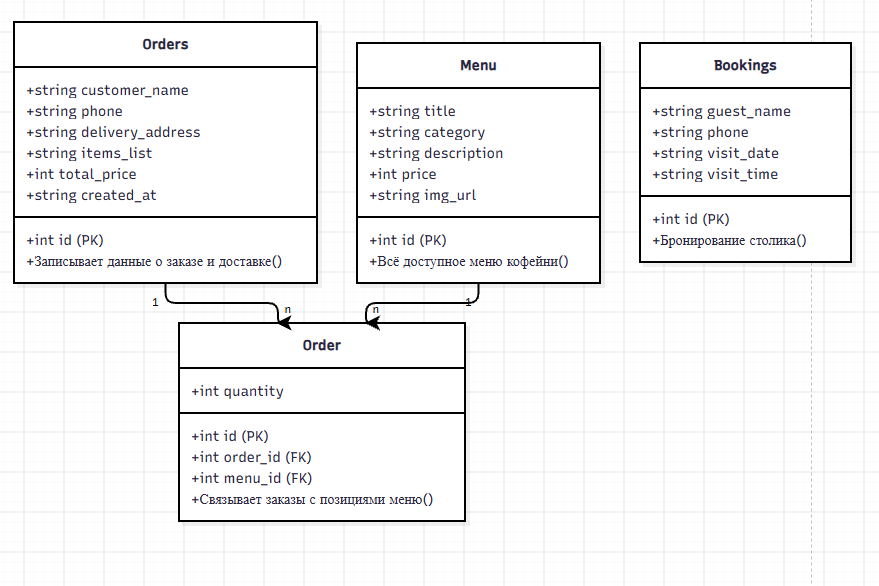 Orders
+string customer_name
+string phone
+string delivery_address
+string items_list
+int total_price
+string created_at
+int id (PK)
+Записывает данные о заказе и доставке()
Menu
+string title
+string category
+string description
+int price
+string img_url
+int id (PK)
+Всё доступное меню кофейни()
Bookings
+string guest_name
+string phone
+string visit_date
+string visit_time
+int id (PK)
+Бронирование столика()
1
n
n
1
Order
+int quantity
+int id (PK)
+int order_id (FK)
+int menu_id (FK)
+Связывает заказы с позициями меню()